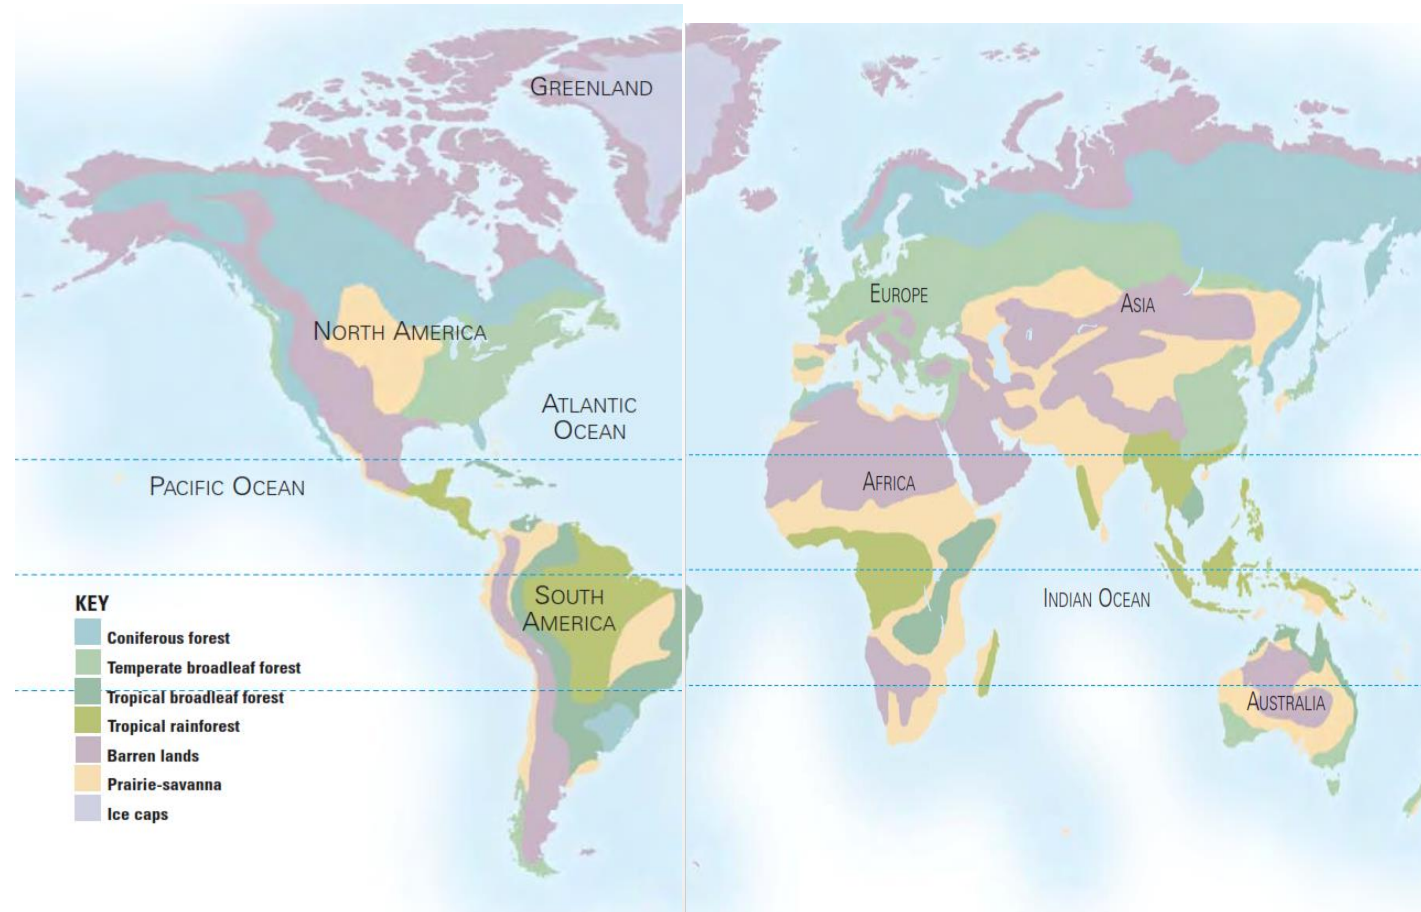 GREENLAND
NORTH AMERICA
ATLANTIC
OCEAN
PACIFIC OCEAN
SOUTH
AMERICA
KEY
Coniferous forest
Temperate broadleaf forest
Tropical broadleaf forest
Tropical rainforest
Barren lands
Prairie-savanna
Ice caps
EUROPE
ASIA
AFRICA
INDIAN OCEAN
AUSTRALIA